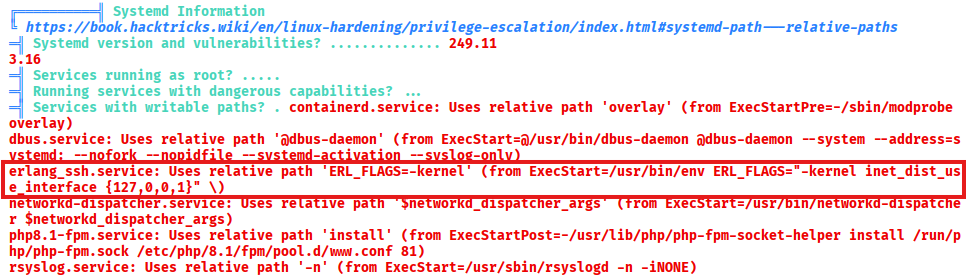 ╔══════════╣ Systemd Information
╚ https://book.hacktricks.wiki/en/linux-hardening/privilege-escalation/index.html#systemd-path---relative-paths
═╣ Systemd version and vulnerabilities? .............. 249.11
3.16
═╣ Services running as root? .....
═╣ Running services with dangerous capabilities? ...
═╣ Services with writable paths? . containerd.service: Uses relative path 'overlay' (from ExecStartPre=-/sbin/modprobe
overlay)
dbus.service: Uses relative path '@dbus-daemon' (from ExecStart=@/usr/bin/dbus-daemon @dbus-daemon --system --address=s
ystemd: --nofork --nopidfile --systemd-activation --syslog-only)
erlang_ssh.service: Uses relative path 'ERL_FLAGS=-kernel' (from ExecStart=/usr/bin/env ERL_FLAGS="-kernel inet_dist_us
e_interface {127,0,0,1}" \)
networkd-dispatcher.service: Uses relative path '$networkd_dispatcher_args' (from ExecStart=/usr/bin/networkd-dispatche
r $networkd_dispatcher_args)
php8.1-fpm.service: Uses relative path 'install' (from ExecStartPost=-/usr/lib/php/php-fpm-socket-helper install /run/p
hp/php-fpm.sock /etc/php/8.1/fpm/pool.d/www.conf 81)
rsyslog.service: Uses relative path '-n' (from ExecStart=/usr/sbin/rsyslogd -n -iNONE)